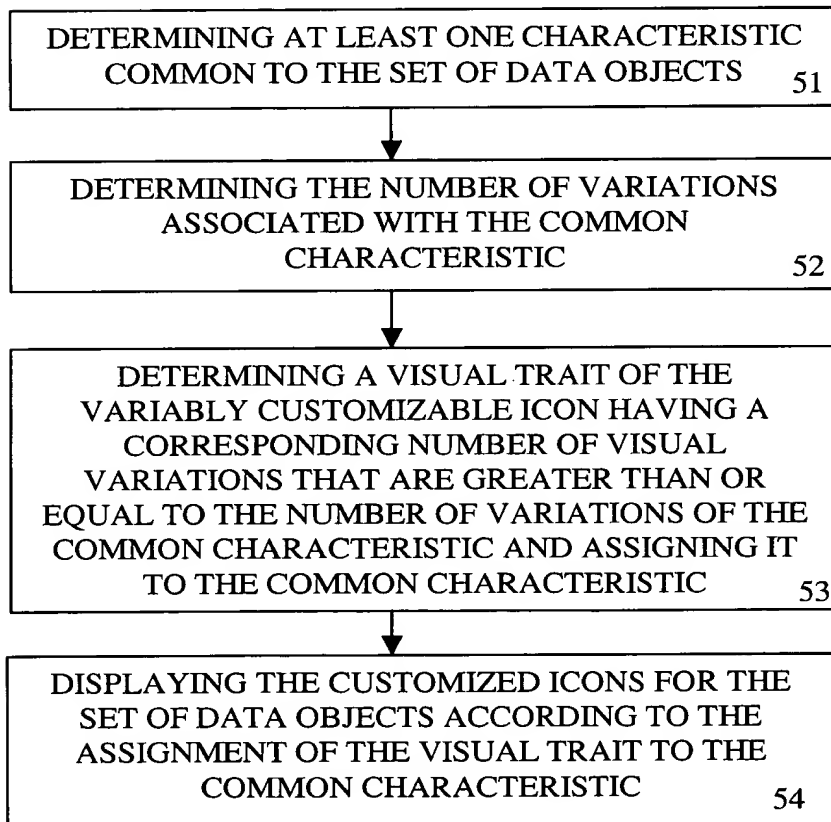 DETERMINING AT LEAST ONE CHARACTERISTIC
COMMON TO THE SET OF DATA OBJECTS
51
DETERMINING THE NUMBER OF VARIATIONS
ASSOCIATED WITH THE COMMON
CHARACTERISTIC
52
DETERMINING A VISUAL TRAIT OF THE
VARIABLY CUSTOMIZABLE ICON HAVING A
CORRESPONDING NUMBER OF VISUAL
VARIATIONS THAT ARE GREATER THAN OR
EQUAL TO THE NUMBER OF VARIATIONS OF THE
COMMON CHARACTERISTIC AND ASSIGNING IT
TO THE COMMON CHARACTERISTIC
53
DISPLAYING THE CUSTOMIZED ICONS FOR THE
SET OF DATA OBJECTS ACCORDING TO THE
ASSIGNMENT OF THE VISUAL TRAIT TO THE
COMMON CHARACTERISTIC
54